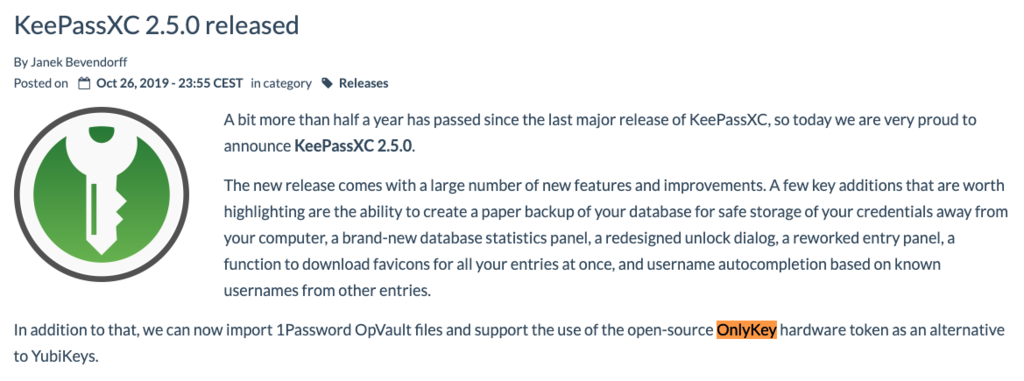 KeePassXC 2.5.0 released
By Janek Bevendorff
Posted on Oct 26, 2019 - 23:55 CEST in category Releases
A bit more than half a year has passed since the last major release of KeePassXC, so today we are very proud to
announce KeePassXC 2.5.0.
The new release comes with a large number of new features and improvements. A few key additions that are worth
highlighting are the ability to create a paper backup of your database for safe storage of your credentials away from
your computer, a brand-new database statistics panel, a redesigned unlock dialog, a reworked entry panel, a
function to download favicons for all your entries at once, and username autocompletion based on known
usernames from other entries.
In addition to that, we can now import 1Password OpVault files and support the use of the open-source OnlyKey hardware token as an alternative
to YubiKeys.